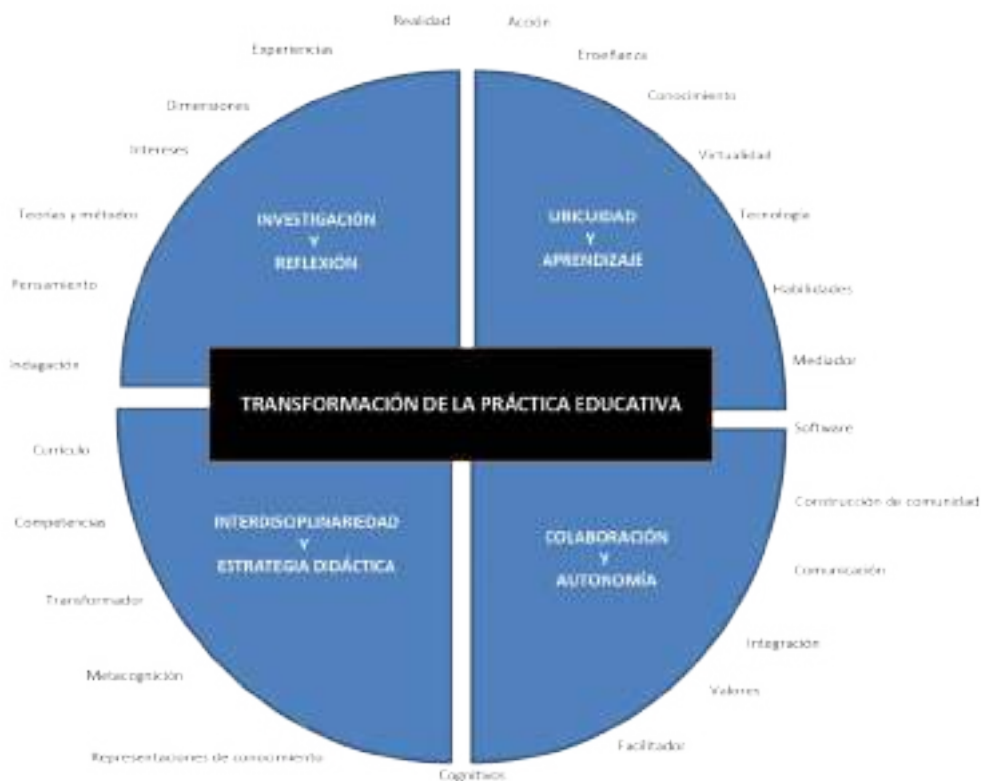 Realidad
Acción
Experiencias
Enseñanza
Dimensiones
Conocimiento
Intereses
Virtualidad
Teorías y métodos
Tecnología
INVESTIGACIÓN
Y
REFLEXIÓN
UBICUIDAD
Y
APRENDIZAJE
Pensamiento
Habilidades
Indagación
Mediador
TRANSFORMACIÓN DE LA PRÁCTICA EDUCATIVA
Software
Currículo
Construcción de comunidad
Competencias
INTERDISCIPLINARIEDAD
Y
ESTRATEGIA DIDÁCTICA
COLABORACIÓN
Y
AUTONOMÍA
Comunicación
Transformador
Integración
Metacognición
Valores
Facilitador
Representaciones de conocimiento
Cognitivos